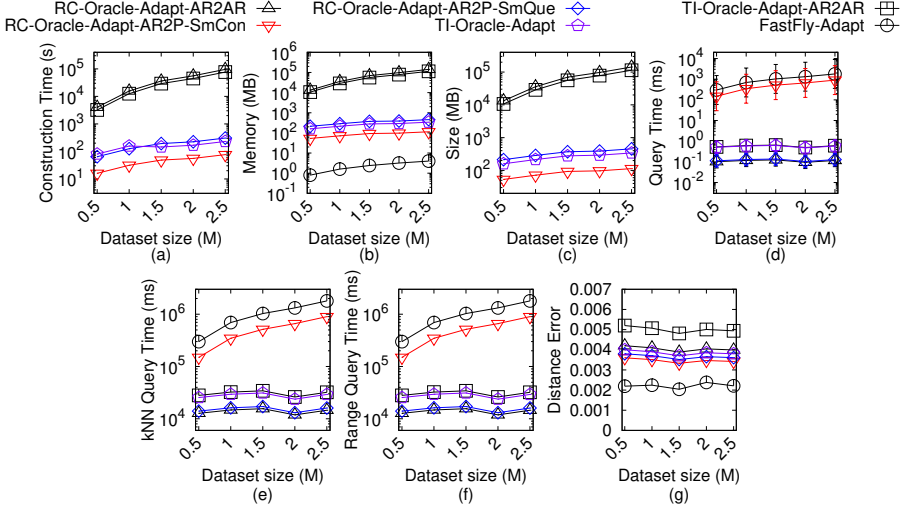 RC-Oracle-Adapt-AR2AR
RC-Oracle-Adapt-AR2P-SmCon
RC-Oracle-Adapt-AR2P-SmQue
TI-Oracle-Adapt
TI-Oracle-Adapt-AR2AR
FastFly-Adapt
Construction Time (s)
10^5
10^4
10^3
10^2
10^1
0.5 1 1.5 2 2.5
Dataset size (M)
(a)
Memory (MB)
10^6
10^5
10^4
10^3
10^2
10^1
10^0
10^-1
0.5 1 1.5 2 2.5
Dataset size (M)
(b)
Size (MB)
10^5
10^4
10^3
10^2
0.5 1 1.5 2 2.5
Dataset size (M)
(c)
Query Time (ms)
10^4
10^3
10^2
10^1
10^0
10^-1
10^-2
0.5 1 1.5 2 2.5
Dataset size (M)
(d)
kNN Query Time (ms)
10^6
10^5
10^4
0.5 1 1.5 2 2.5
Dataset size (M)
(e)
Range Query Time (ms)
10^6
10^5
10^4
0.5 1 1.5 2 2.5
Dataset size (M)
(f)
Distance Error
0.007
0.006
0.005
0.004
0.003
0.002
0.001
0
0.5 1 1.5 2 2.5
Dataset size (M)
(g)